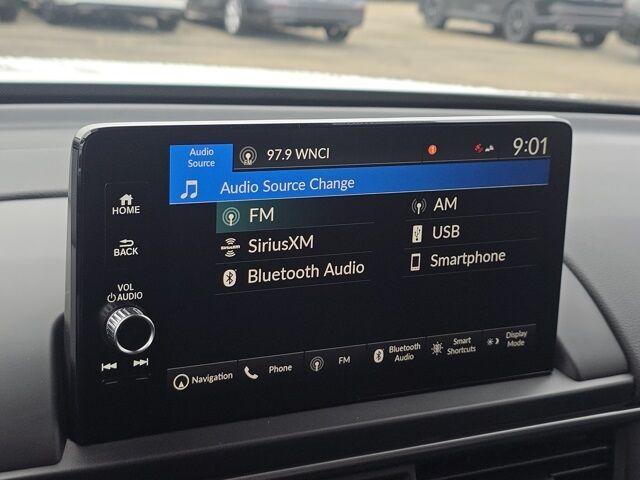 Audio
Source
FM
97.9 WNCI
9:01
Audio Source Change
HOME
BACK
VOL
AUDIO
FM
AM
SiriusXM
USB
Bluetooth Audio
Smartphone
Navigation
Phone
FM
Bluetooth
Audio
Smart
Shortcuts
Display
Mode